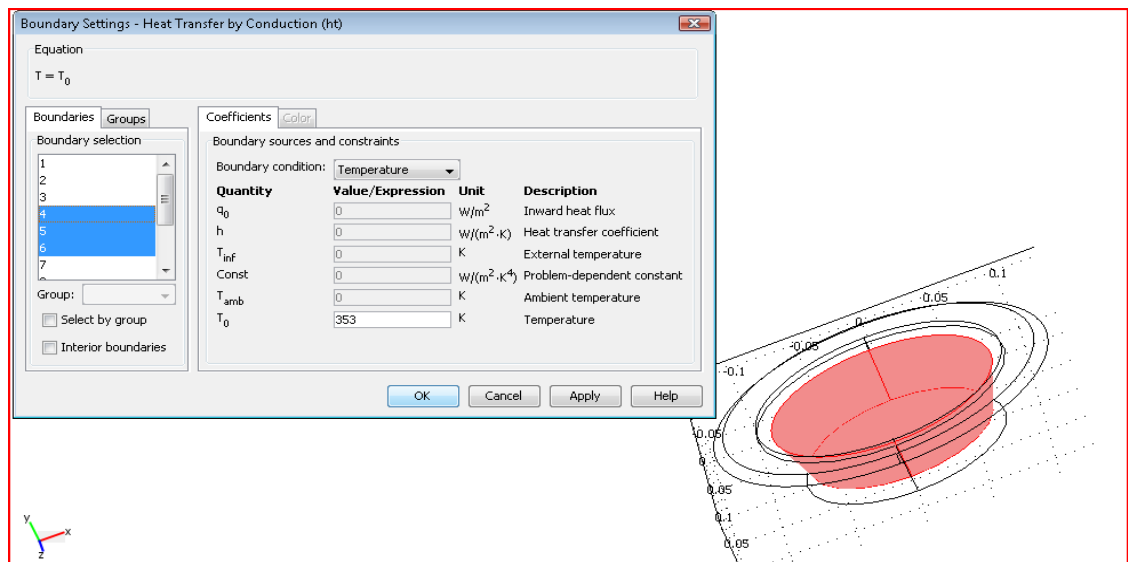 Boundary Settings - Heat Transfer by Conduction (ht)
Equation
T = T₀
Boundaries Groups
Coefficients Color
Boundary selection
Boundary sources and constraints
1
2
3
4
5
6
7
Boundary condition: Temperature
Quantity Value/Expression Unit Description
q₀ 0 W/m² Inward heat flux
h 0 W/(m²·K) Heat transfer coefficient
T_inf 0 K External temperature
Const 0 W/(m²·K⁴) Problem-dependent constant
T_amb 0 K Ambient temperature
T₀ 353 K Temperature
Group:
Select by group
Interior boundaries
OK Cancel Apply Help
0.1
0.05
0
-0.05
-0.1
-0.05
0
0.05
0.1
0.05
y
x
z